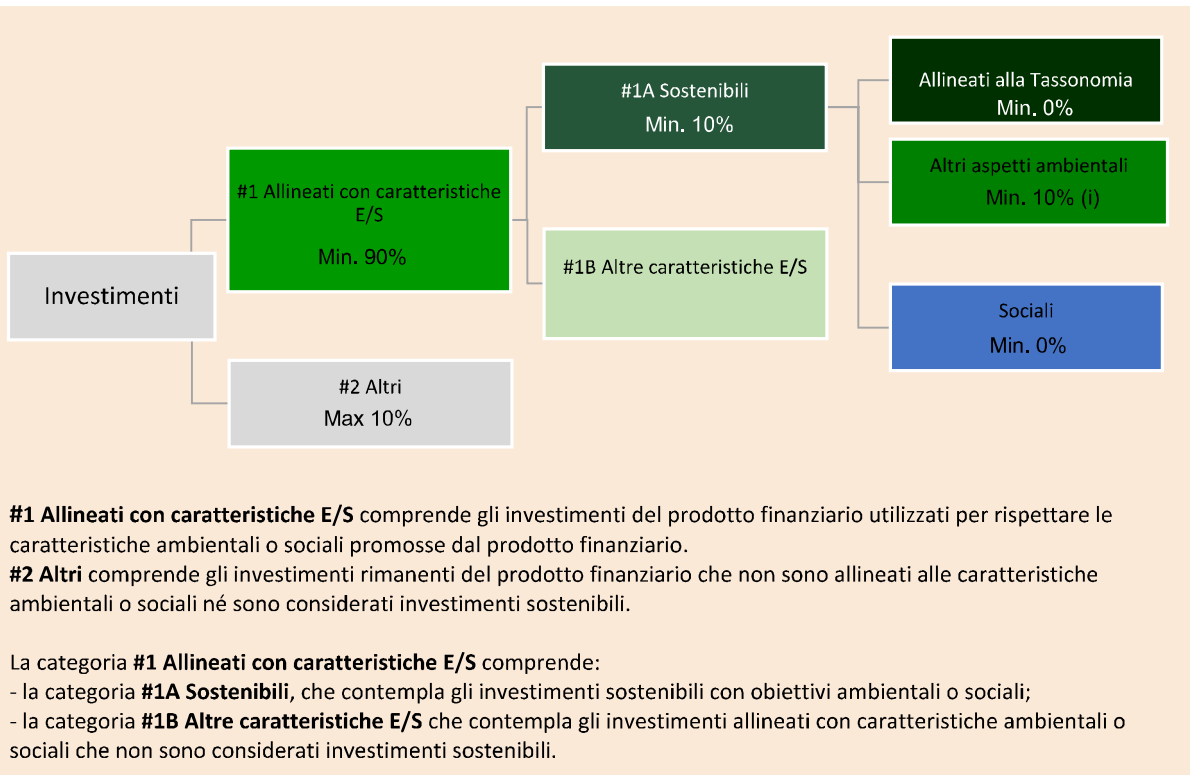 Allineati alla Tassonomia
Min. 0%
#1A Sostenibili
Min. 10%
Altri aspetti ambientali
Min. 10% (i)
#1 Allineati con caratteristiche
E/S
Min. 90%
#1B Altre caratteristiche E/S
Investimenti
Sociali
Min. 0%
#2 Altri
Max 10%
#1 Allineati con caratteristiche E/S comprende gli investimenti del prodotto finanziario utilizzati per rispettare le
caratteristiche ambientali o sociali promosse dal prodotto finanziario.
#2 Altri comprende gli investimenti rimanenti del prodotto finanziario che non sono allineati alle caratteristiche
ambientali o sociali né sono considerati investimenti sostenibili.
La categoria #1 Allineati con caratteristiche E/S comprende:
- la categoria #1A Sostenibili, che contempla gli investimenti sostenibili con obiettivi ambientali o sociali;
- la categoria #1B Altre caratteristiche E/S che contempla gli investimenti allineati con caratteristiche ambientali o
sociali che non sono considerati investimenti sostenibili.